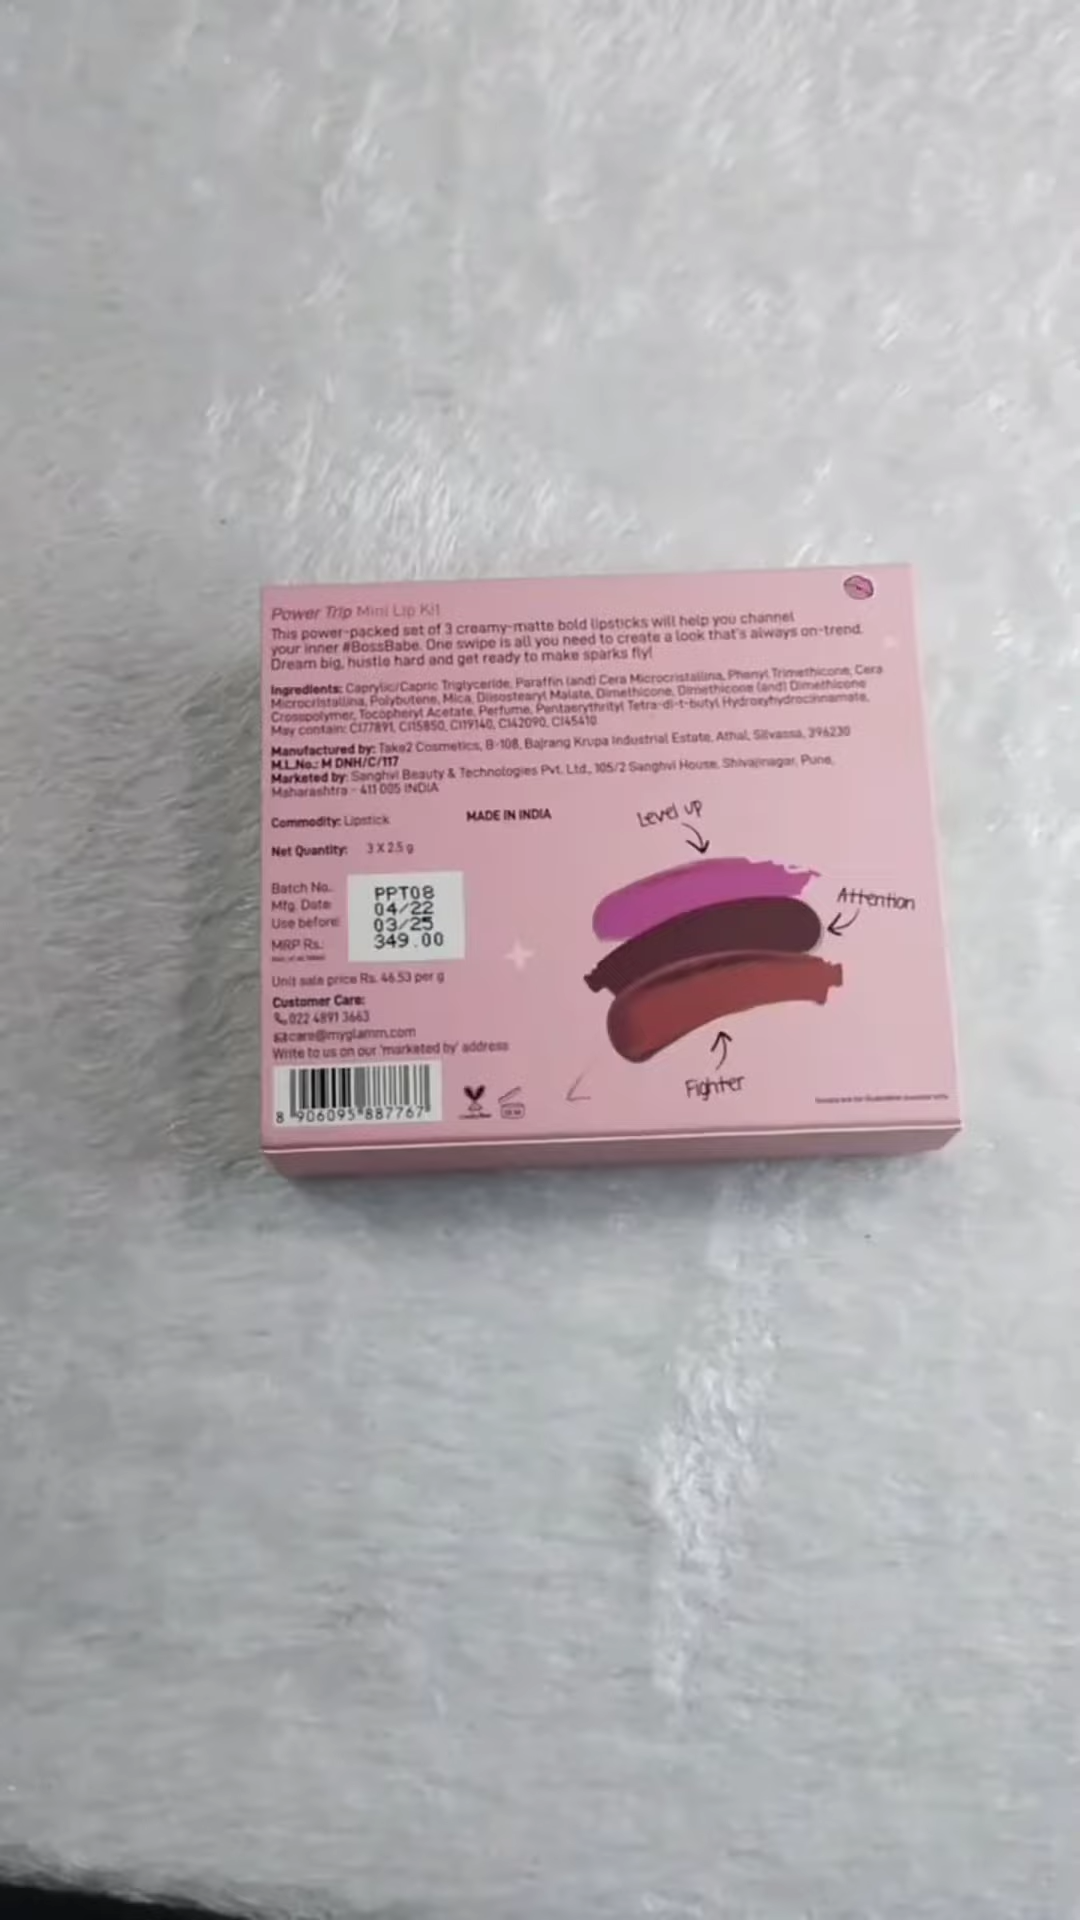 Power Trip Mini Lip Kit
This power-packed set of 3 creamy-matte bold lipsticks will help you channel
your inner #BossBabe. One swipe is all you need to create a look that's always on-trend.
Dream big, hustle hard and get ready to make sparks fly!
Ingredients: Caprylic/Capric Triglyceride, Paraffin (and) Cera Microcristallina, Phenyl Trimethicone, Cera
Microcristallina, Polybutene, Mica, Diisostearyl Malate, Dimethicone, Dimethicone (and) Dimethicone
Crosspolymer, Tocopheryl Acetate, Perfume, Pentaerythrityl Tetra-di-t-butyl Hydroxyhydrocinnamate,
May contain: CI77891, CI15850, CI19140, CI42090, CI45410
Manufactured by: Take2 Cosmetics, B-108, Bajrang Krupa Industrial Estate, Athal, Silvassa, 396230
M.L.No.: M DNH/C/117
Marketed by: Sanghvi Beauty & Technologies Pvt. Ltd., 105/2 Sanghvi House, Shivajinagar, Pune,
Maharashtra - 411 005 INDIA
Commodity: Lipstick
MADE IN INDIA
Net Quantity: 3 X 2.5 g
Batch No.: PPT08
Mfg. Date: 04/22
Use before: 03/25
MRP Rs.: 349.00
Unit sale price Rs. 46.53 per g
Customer Care:
022 4891 3663
care@myglamm.com
Write to us on our 'marketed by' address
8 906095 887767
Level up
Attention
Fighter